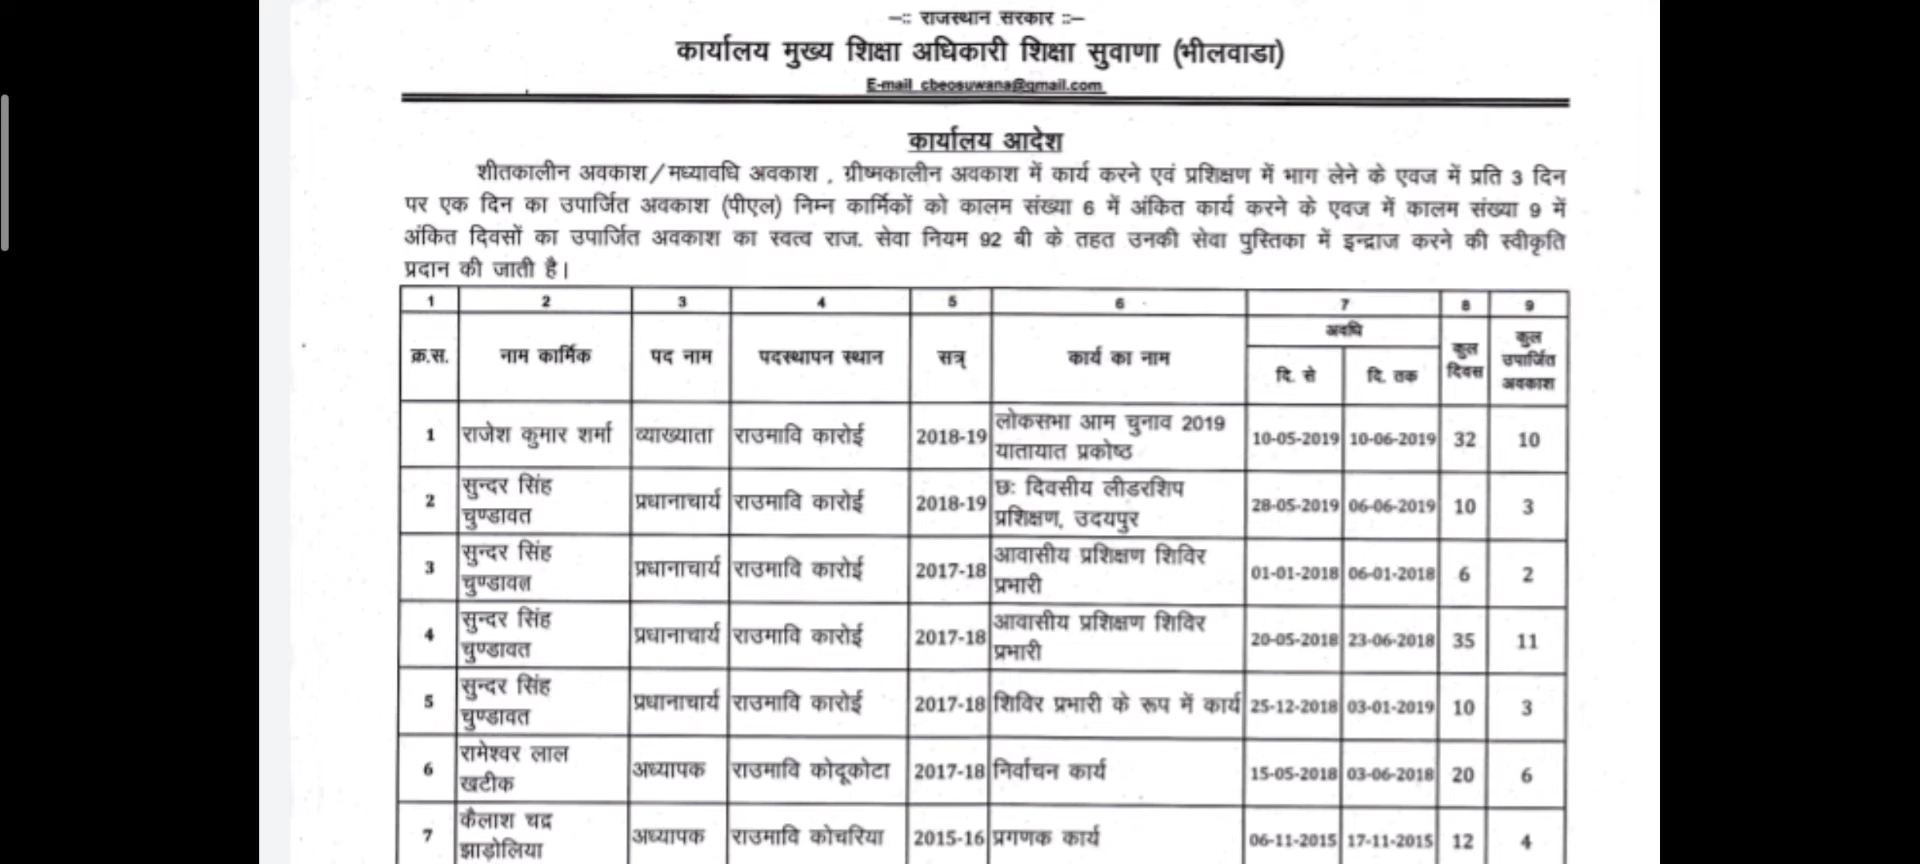 -:: राजस्थान सरकार ::-
कार्यालय मुख्य शिक्षा अधिकारी शिक्षा सुवाणा (भीलवाडा)
E-mail cbeosuwana@gmail.com
कार्यालय आदेश
शीतकालीन अवकाश/मध्यावधि अवकाश , ग्रीष्मकालीन अवकाश में कार्य करने एवं प्रशिक्षण में भाग लेने के एवज में प्रति 3 दिन
पर एक दिन का उपार्जित अवकाश (पीएल) निम्न कार्मिकों को कालम संख्या 6 में अंकित कार्य करने के एवज में कालम संख्या 9 में
अंकित दिवसों का उपार्जित अवकाश का स्वत्व राज. सेवा नियम 92 बी के तहत उनकी सेवा पुस्तिका में इन्द्राज करने की स्वीकृति
प्रदान की जाती है।
1 2 3 4 5 6 7 8 9
क्र.स. नाम कार्मिक पद नाम पदस्थापन स्थान सत्र् कार्य का नाम अवधि दि. से दि. तक कुल दिवस कुल उपार्जित अवकाश
1 राजेश कुमार शर्मा व्याख्याता राउमावि कारोई 2018-19 लोकसभा आम चुनाव 2019 यातायात प्रकोष्ठ 10-05-2019 10-06-2019 32 10
2 सुन्दर सिंह चुण्डावत प्रधानाचार्य राउमावि कारोई 2018-19 छः दिवसीय लीडरशिप प्रशिक्षण, उदयपुर 28-05-2019 06-06-2019 10 3
3 सुन्दर सिंह चुण्डावत प्रधानाचार्य राउमावि कारोई 2017-18 आवासीय प्रशिक्षण शिविर प्रभारी 01-01-2018 06-01-2018 6 2
4 सुन्दर सिंह चुण्डावत प्रधानाचार्य राउमावि कारोई 2017-18 आवासीय प्रशिक्षण शिविर प्रभारी 20-05-2018 23-06-2018 35 11
5 सुन्दर सिंह चुण्डावत प्रधानाचार्य राउमावि कारोई 2017-18 शिविर प्रभारी के रूप में कार्य 25-12-2018 03-01-2019 10 3
6 रामेश्वर लाल खटीक अध्यापक राउमावि कोदूकोटा 2017-18 निर्वाचन कार्य 15-05-2018 03-06-2018 20 6
7 कैलाश चद्र झाड़ोलिया अध्यापक राउमावि कोचरिया 2015-16 प्रगणक कार्य 06-11-2015 17-11-2015 12 4